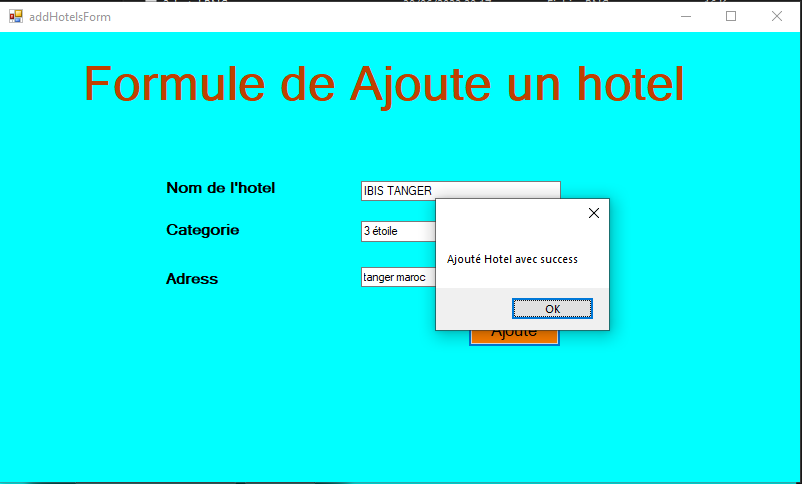 addHotelsForm
Formule de Ajoute un hotel
Nom de l'hotel
IBIS TANGER
Categorie
3 étoile
Ajouté Hotel avec success
Adress
tanger maroc
OK
Ajoute